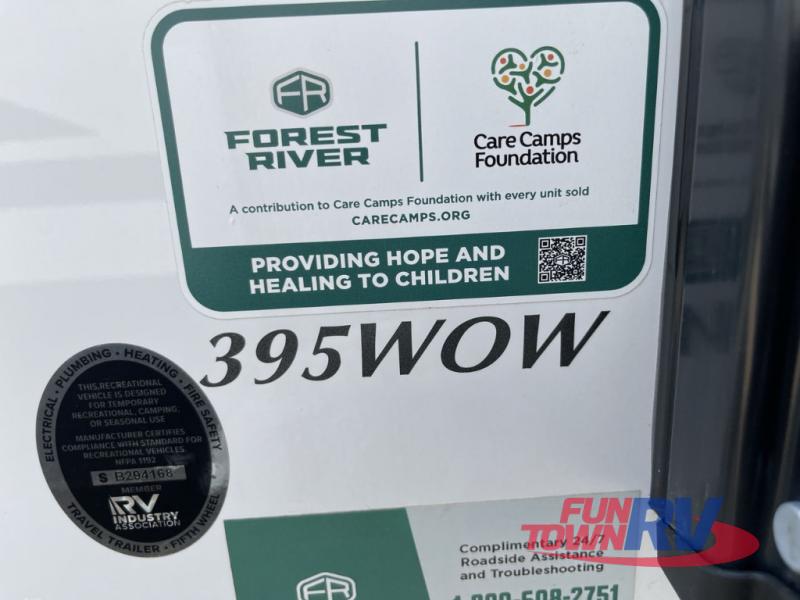 FR
FOREST
RIVER
Care Camps
Foundation
A contribution to Care Camps Foundation with every unit sold
CARECAMPS.ORG
PROVIDING HOPE AND
HEALING TO CHILDREN
395WOW
ELECTRICAL • PLUMBING • HEATING • FIRE SAFETY
THIS RECREATIONAL
VEHICLE IS DESIGNED
FOR TEMPORARY
RECREATIONAL, CAMPING,
OR SEASONAL USE
MANUFACTURER CERTIFIES
COMPLIANCE WITH STANDARD FOR
RECREATIONAL VEHICLES
NFPA 1192
S B294168
MEMBER
RV
INDUSTRY
ASSOCIATION
TRAVEL TRAILER • FIFTH WHEEL
FR
Complimentary 24/7
Roadside Assistance
and Troubleshooting
FUN
TOWN RV